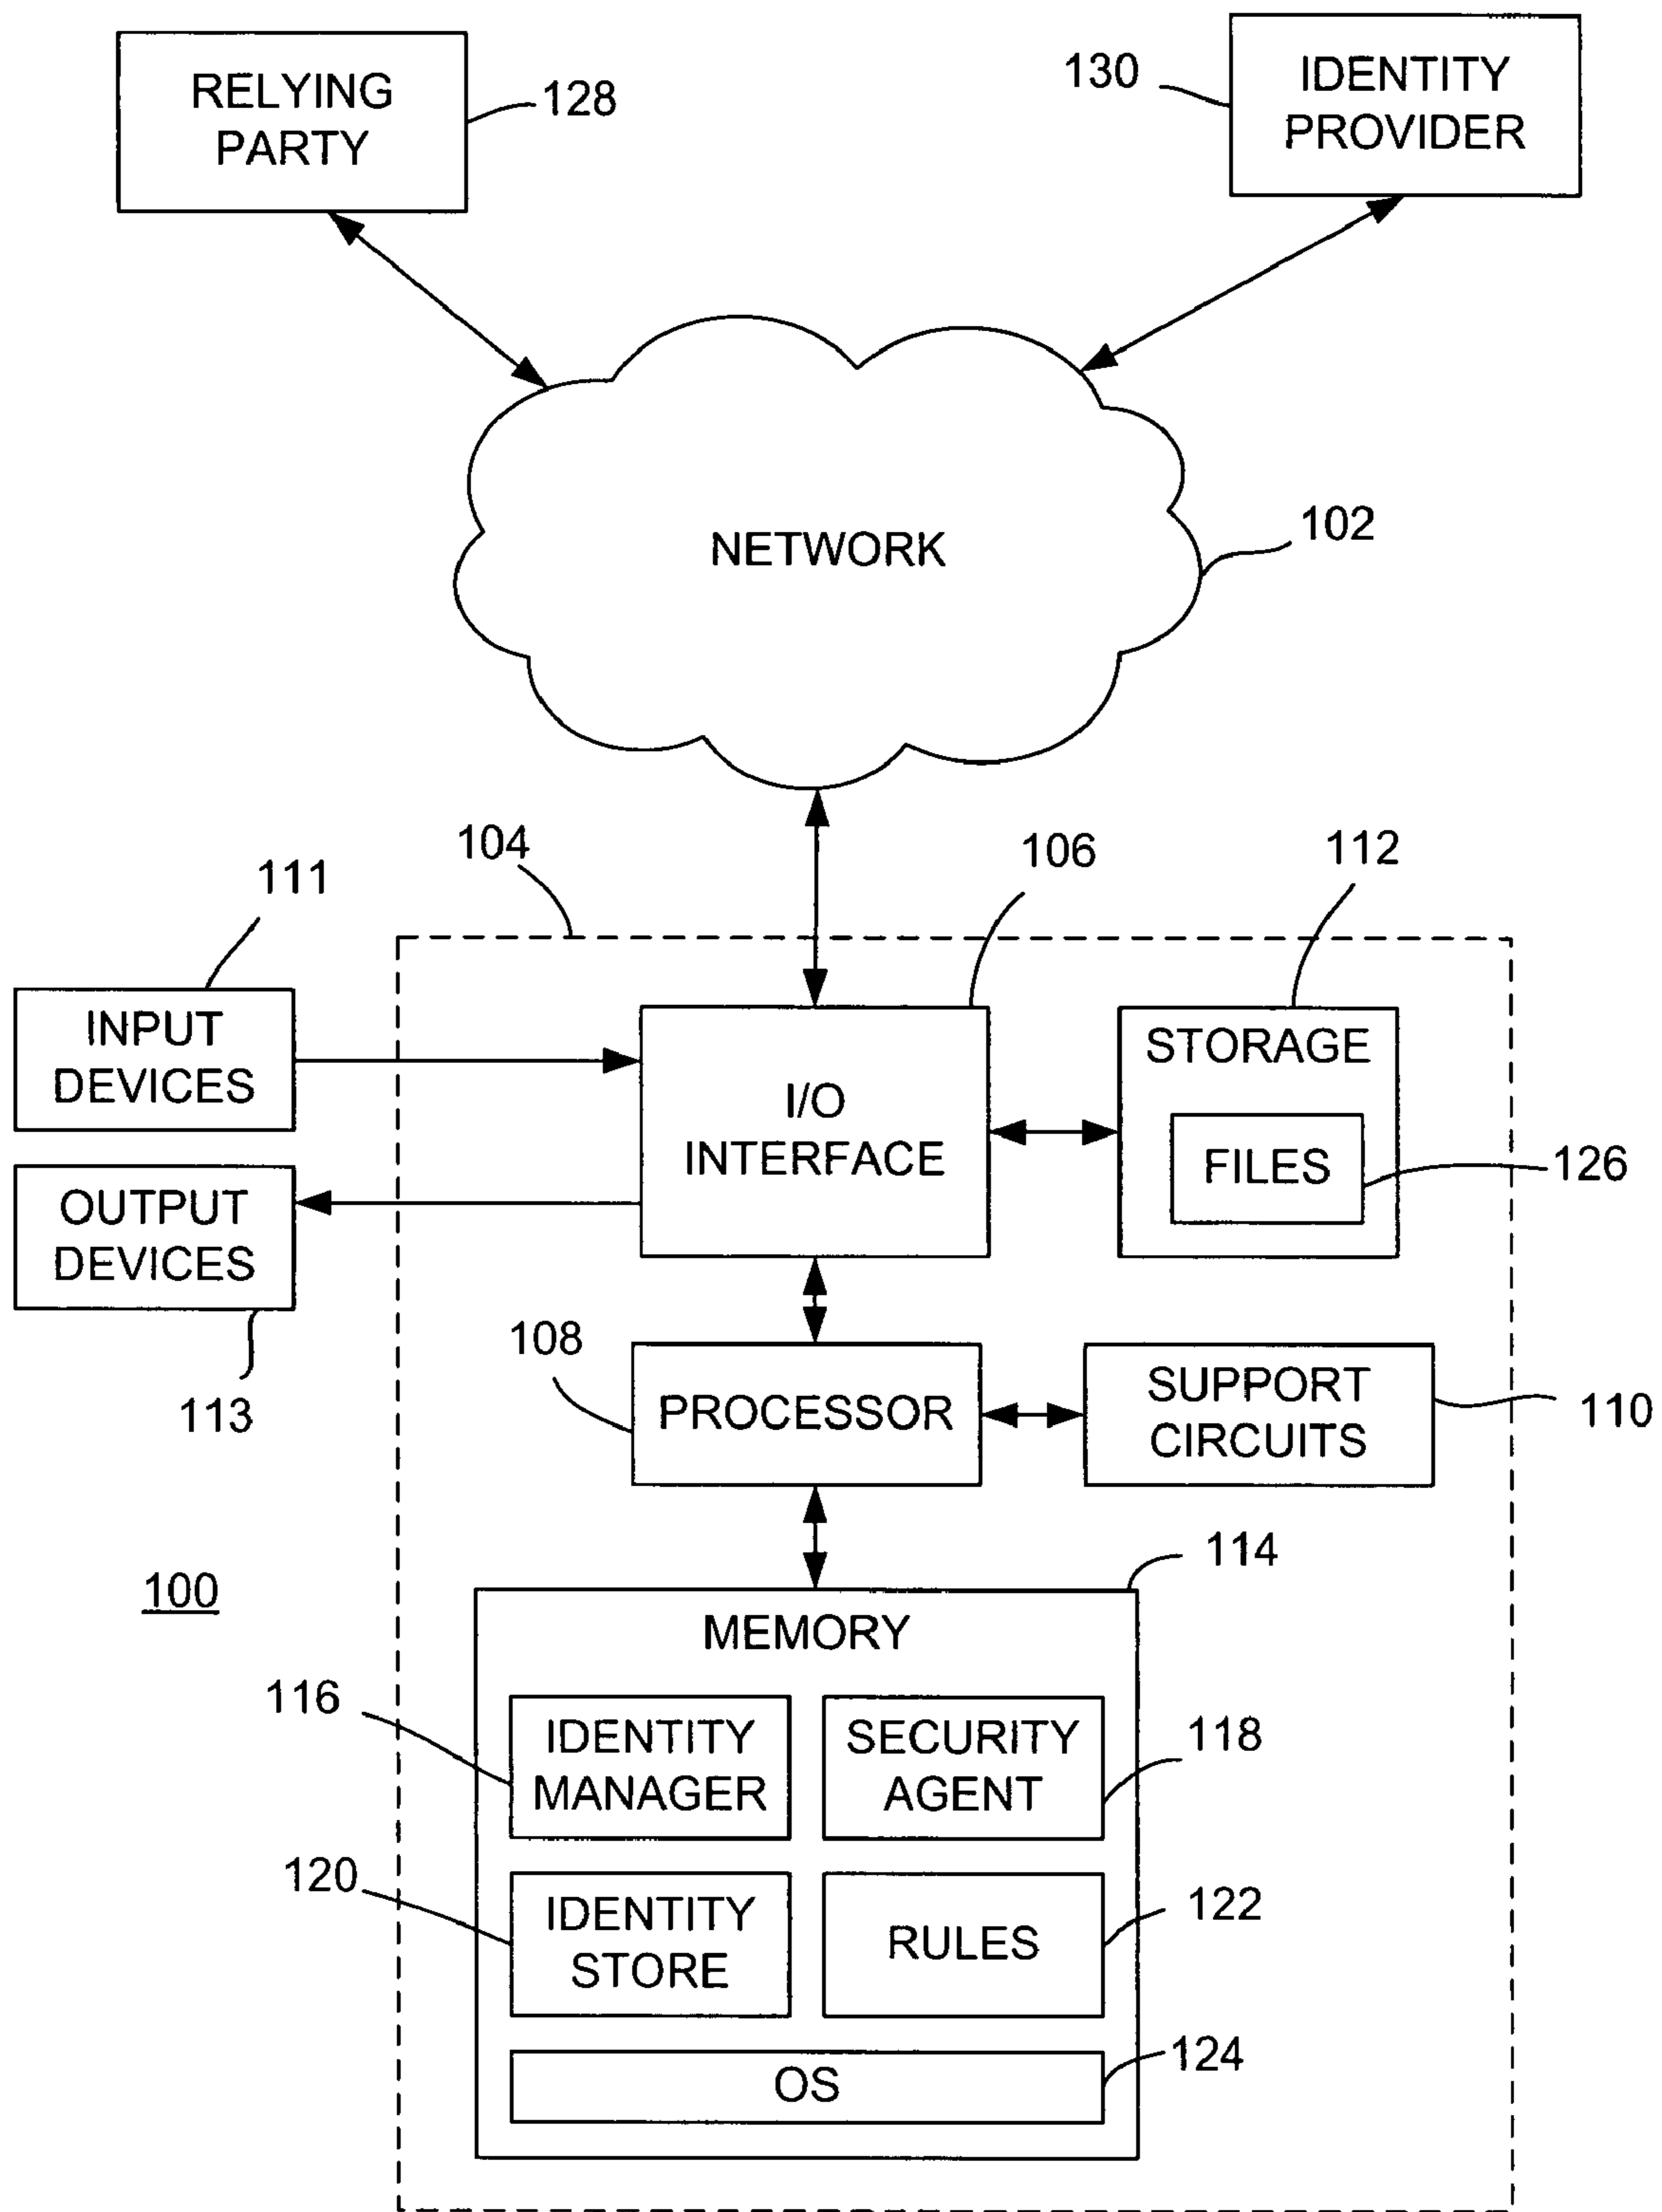 RELYING
PARTY
128
130
IDENTITY
PROVIDER
NETWORK
102
104
106
112
111
INPUT
DEVICES
I/O
INTERFACE
STORAGE
FILES
126
OUTPUT
DEVICES
113
108
PROCESSOR
SUPPORT
CIRCUITS
110
100
114
MEMORY
116
IDENTITY
MANAGER
SECURITY
AGENT
118
120
IDENTITY
STORE
RULES
122
OS
124